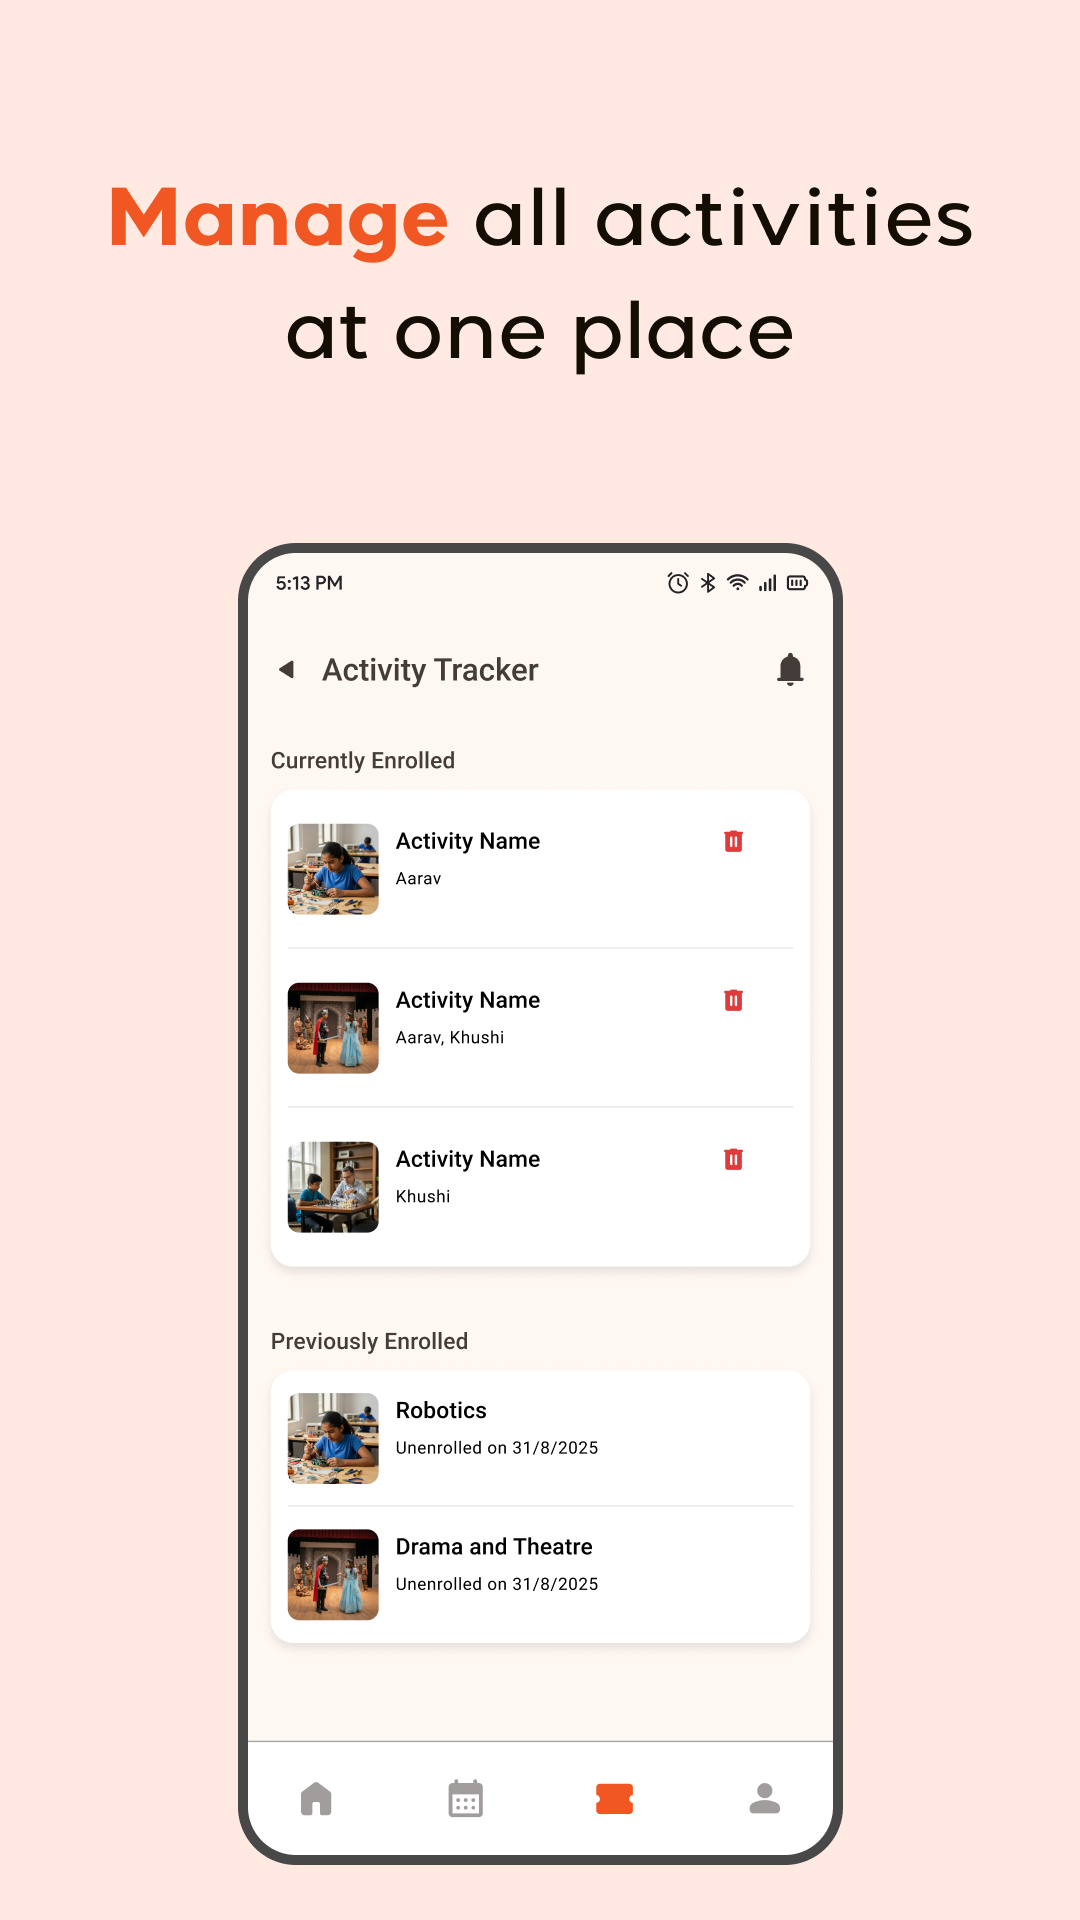 Manage all activities
at one place
5:13 PM
Activity Tracker
Currently Enrolled
Activity Name
Aarav
Activity Name
Aarav, Khushi
Activity Name
Khushi
Previously Enrolled
Robotics
Unenrolled on 31/8/2025
Drama and Theatre
Unenrolled on 31/8/2025